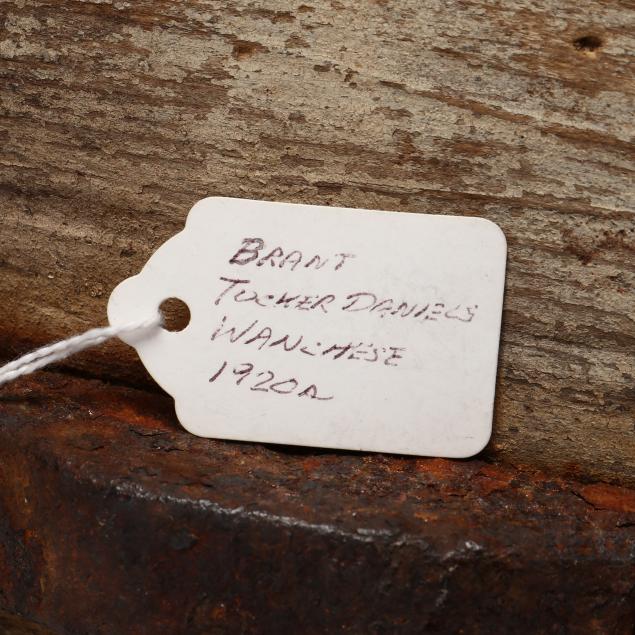 BRANT
TUCKER DANIELS
WANCHESE
1920s